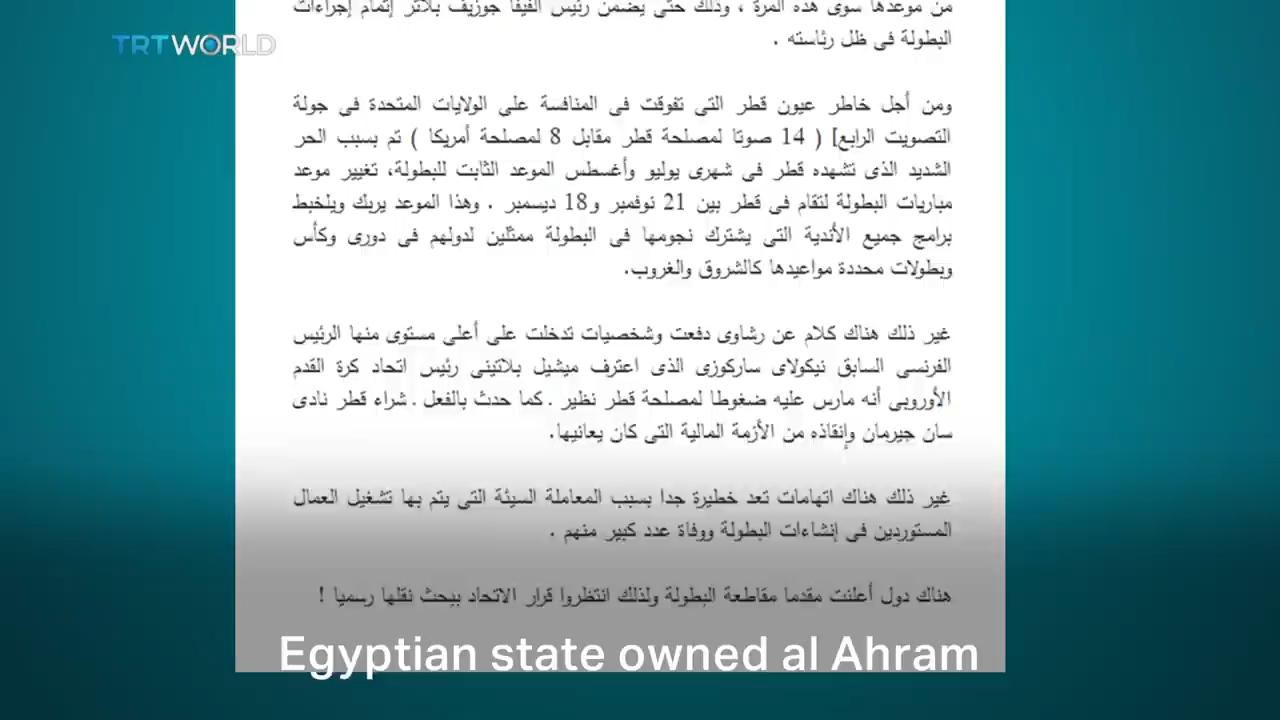 TRT WORLD
من موعدها سوى هذه المرة ، وذلك حتى يضمن رئيس الفيفا جوزيف بلاتر إتمام إجراءات
البطولة فى ظل رئاسته .
ومن أجل خاطر عيون قطر التى تفوقت فى المنافسة على الولايات المتحدة فى جولة
التصويت الرابع] ( 14 صوتا لمصلحة قطر مقابل 8 لمصلحة أمريكا ) تم بسبب الحر
الشديد الذى تشهده قطر فى شهرى يوليو وأغسطس الموعد الثابت للبطولة، تغيير موعد
مباريات البطولة لتقام فى قطر بين 21 نوفمبر و18 ديسمبر . وهذا الموعد يربك ويلخبط
برامج جميع الأندية التى يشترك نجومها فى البطولة ممثلين لدولهم فى دورى وكأس
وبطولات محددة مواعيدها كالشروق والغروب.
غير ذلك هناك كلام عن رشاوى دفعت وشخصيات تدخلت على أعلى مستوى منها الرئيس
الفرنسى السابق نيكولاى ساركوزى الذى اعترف ميشيل بلاتينى رئيس اتحاد كرة القدم
الأوروبى أنه مارس عليه ضغوطا لمصلحة قطر نظير . كما حدث بالفعل . شراء قطر نادى
سان جيرمان وإنقاذه من الأزمة المالية التى كان يعانيها.
غير ذلك هناك اتهامات تعد خطيرة جدا بسبب المعاملة السيئة التى يتم بها تشغيل العمال
المستوردين فى إنشاءات البطولة ووفاة عدد كبير منهم .
هناك دول أعلنت مقدما مقاطعة البطولة ولذلك انتظروا قرار الاتحاد ببحث نقلها رسميا !
Egyptian state owned al Ahram